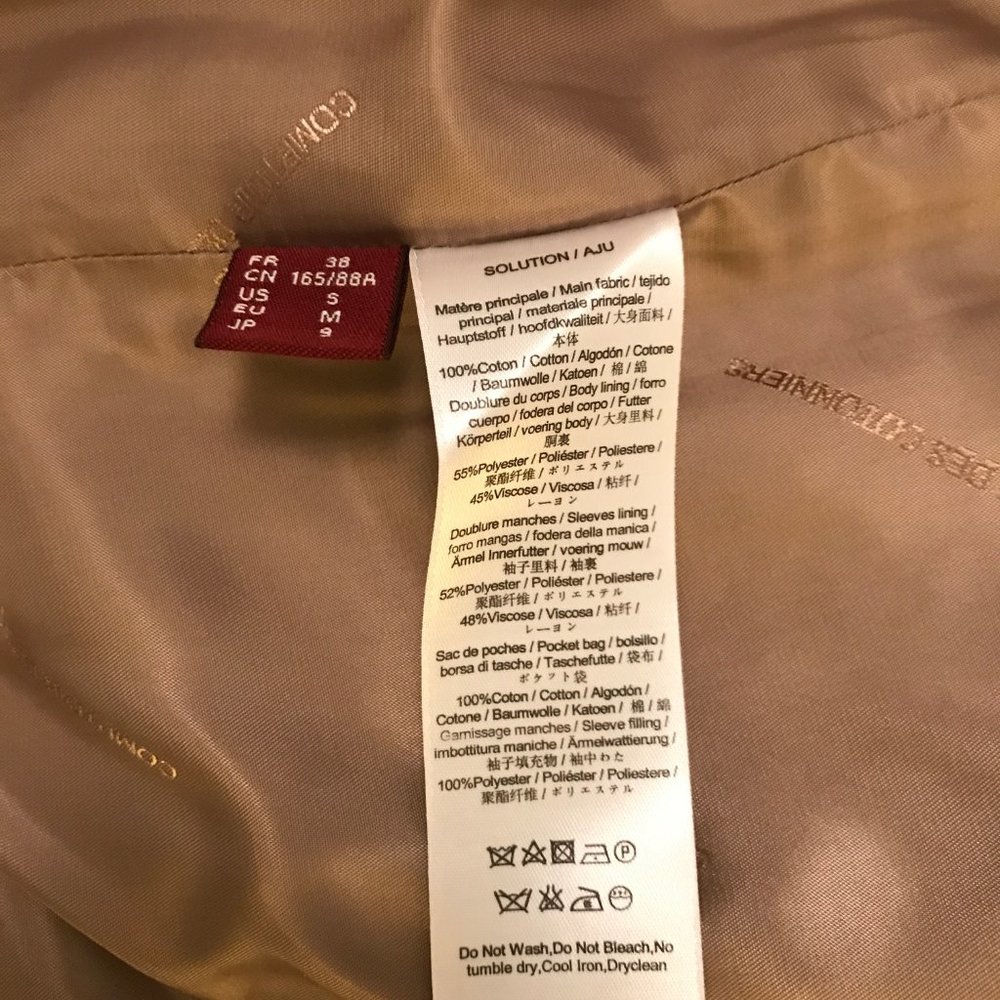 COMPTOIR
FR 38
CN 165/88A
US S
EU M
JP 9
SOLUTION / AJU
Matère principale / Main fabric / tejido
principal / materiale principale /
Hauptstoff / hoofdkwaliteit / 大身面料 /
本体
100%Coton / Cotton / Algodón / Cotone
/ Baumwolle / Katoen / 棉 / 綿
Doublure du corps / Body lining / forro
cuerpo / fodera del corpo / Futter
Körperteil / voering body / 大身里料 /
胴裏
55%Polyester / Poliéster / Poliestere /
聚酯纤维 / ポリエステル
45%Viscose / Viscosa / 粘纤 /
レーヨン
Doublure manches / Sleeves lining /
forro mangas / fodera della manica /
Ärmel Innerfutter / voering mouw /
袖子里料 / 袖裏
52%Polyester / Poliéster / Poliestere /
聚酯纤维 / ポリエステル
48%Viscose / Viscosa / 粘纤 /
レーヨン
Sac de poches / Pocket bag / bolsillo /
borsa di tasche / Taschefutte / 袋布 /
ポケット袋
100%Coton / Cotton / Algodón /
Cotone / Baumwolle / Katoen / 棉 / 綿
Garnissage manches / Sleeve filling /
imbottitura maniche / Ärmelwattierung /
袖子填充物 / 袖中わた
100%Polyester / Poliéster / Poliestere /
聚酯纤维 / ポリエステル
P
Do Not Wash,Do Not Bleach,No
tumble dry,Cool Iron,Dryclean
DES COTONNIERS